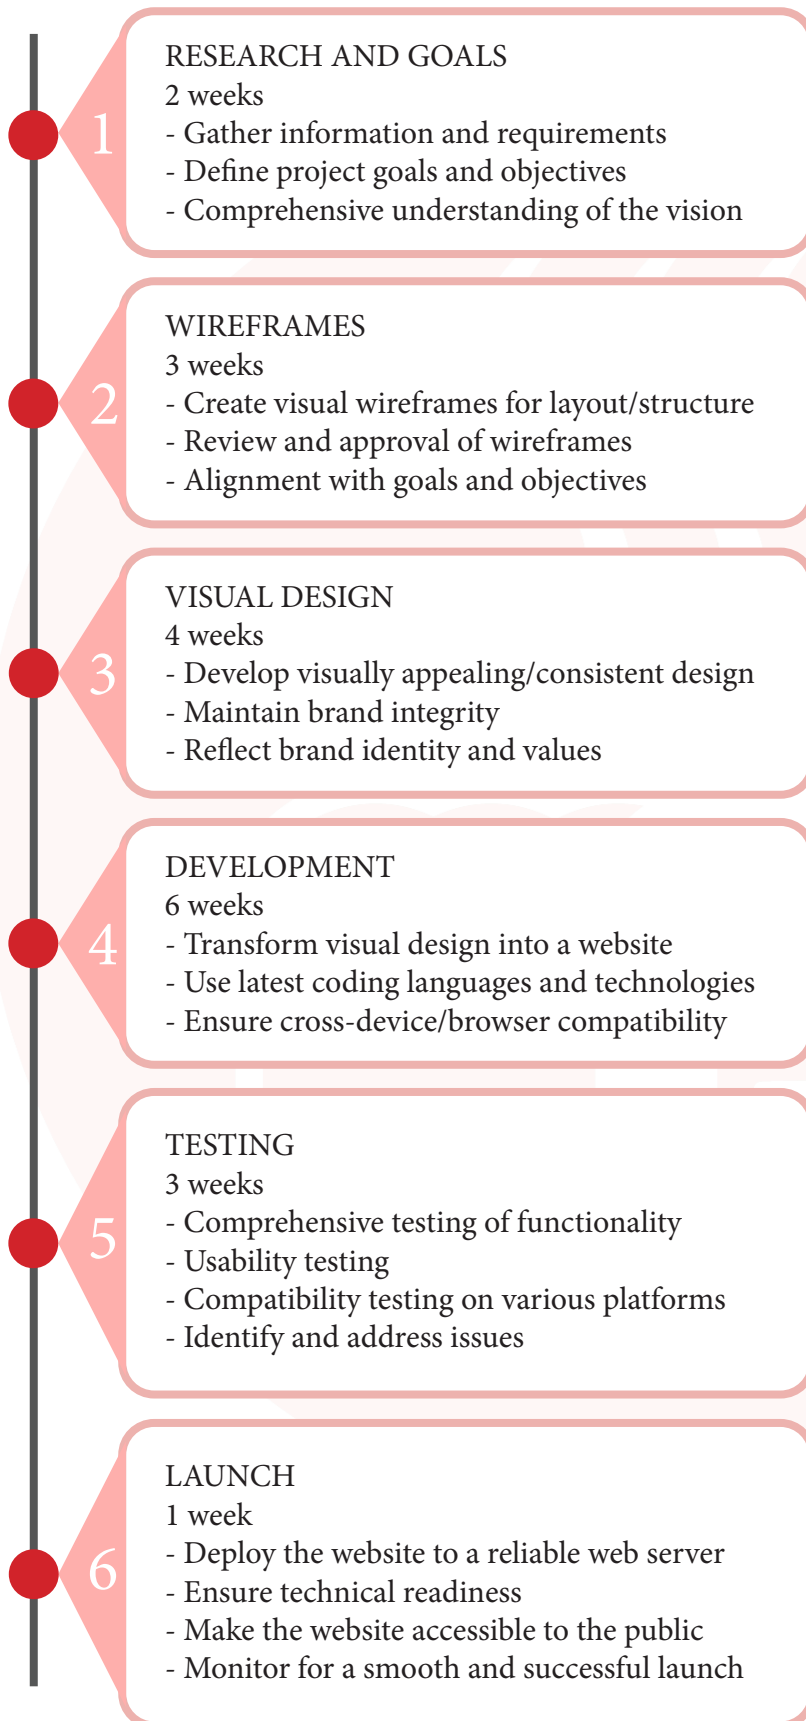 1
RESEARCH AND GOALS
2 weeks
- Gather information and requirements
- Define project goals and objectives
- Comprehensive understanding of the vision
2
WIREFRAMES
3 weeks
- Create visual wireframes for layout/structure
- Review and approval of wireframes
- Alignment with goals and objectives
3
VISUAL DESIGN
4 weeks
- Develop visually appealing/consistent design
- Maintain brand integrity
- Reflect brand identity and values
4
DEVELOPMENT
6 weeks
- Transform visual design into a website
- Use latest coding languages and technologies
- Ensure cross-device/browser compatibility
5
TESTING
3 weeks
- Comprehensive testing of functionality
- Usability testing
- Compatibility testing on various platforms
- Identify and address issues
6
LAUNCH
1 week
- Deploy the website to a reliable web server
- Ensure technical readiness
- Make the website accessible to the public
- Monitor for a smooth and successful launch